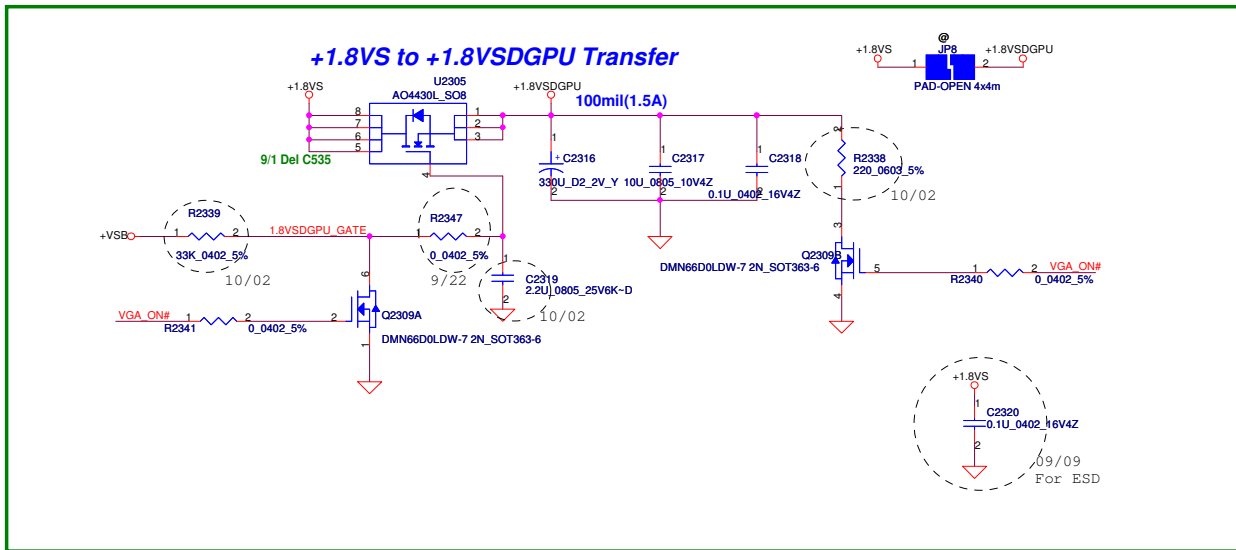 +1.8VS to +1.8VSDGPU Transfer
@
JP8
+1.8VS
1
2
+1.8VSDGPU
PAD-OPEN 4x4m
U2305
AO4430L_SO8
+1.8VS
8
7
6
5
1
2
3
4
9/1 Del C535
+1.8VSDGPU
100mil(1.5A)
1
+
C2316
330U_D2_2V_Y
2
1
C2317
10U_0805_10V4Z
2
1
C2318
0.1U_0402_16V4Z
2
2
R2338
220_0603_5%
1
10/02
+VSB
R2339
1
2
33K_0402_5%
10/02
1.8VSDGPU_GATE
R2347
1
2
0_0402_5%
9/22
1
C2319
2.2U_0805_25V6K~D
2
10/02
3
Q2309B
DMN66D0LDW-7 2N_SOT363-6
5
4
R2340
1
2
0_0402_5%
VGA_ON#
VGA_ON#
1
2
R2341
0_0402_5%
6
2
Q2309A
DMN66D0LDW-7 2N_SOT363-6
1
+1.8VS
1
C2320
0.1U_0402_16V4Z
2
09/09
For ESD